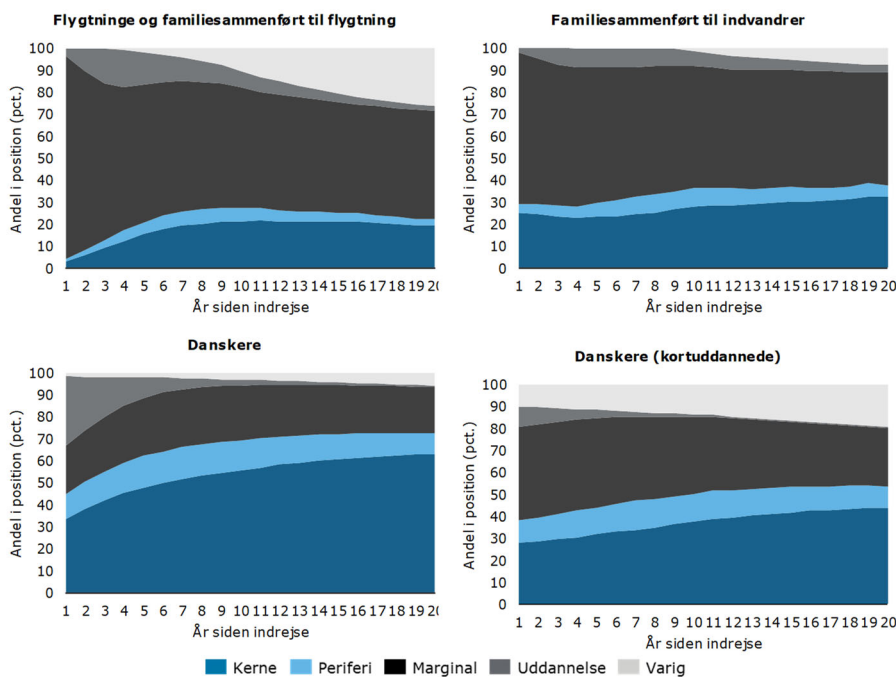 Flygtninge og familiesammenført til flygtning
Andel i position (pct.)
100
90
80
70
60
50
40
30
20
10
0
1 2 3 4 5 6 7 8 9 10 11 12 13 14 15 16 17 18 19 20
År siden indrejse
Familiesammenført til indvandrer
Andel i position (pct.)
100
90
80
70
60
50
40
30
20
10
0
1 2 3 4 5 6 7 8 9 10 11 12 13 14 15 16 17 18 19 20
År siden indrejse
Danskere
Andel i position (pct.)
100
90
80
70
60
50
40
30
20
10
0
1 2 3 4 5 6 7 8 9 10 11 12 13 14 15 16 17 18 19 20
År siden indrejse
Danskere (kortuddannede)
Andel i position (pct.)
100
90
80
70
60
50
40
30
20
10
0
1 2 3 4 5 6 7 8 9 10 11 12 13 14 15 16 17 18 19 20
År siden indrejse
Kerne Periferi Marginal Uddannelse Varig